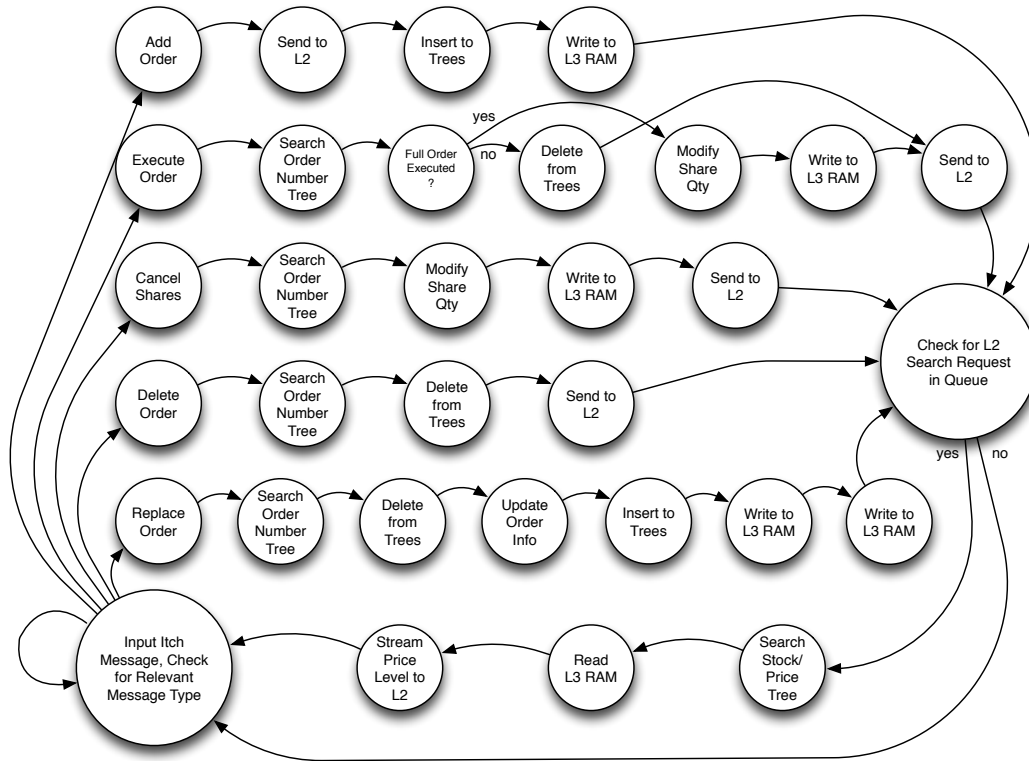 Add
Order
Send to
L2
Insert to
Trees
Write to
L3 RAM
Execute
Order
Search
Order
Number
Tree
Full Order
Executed
?
yes
no
Delete
from
Trees
Modify
Share
Qty
Write to
L3 RAM
Send to
L2
Cancel
Shares
Search
Order
Number
Tree
Modify
Share
Qty
Write to
L3 RAM
Send to
L2
Check for L2
Search Request
in Queue
yes
no
Delete
Order
Search
Order
Number
Tree
Delete
from
Trees
Send to
L2
Replace
Order
Search
Order
Number
Tree
Delete
from
Trees
Update
Order
Info
Insert to
Trees
Write to
L3 RAM
Write to
L3 RAM
Input Itch
Message, Check
for Relevant
Message Type
Stream
Price
Level to
L2
Read
L3 RAM
Search
Stock/
Price
Tree